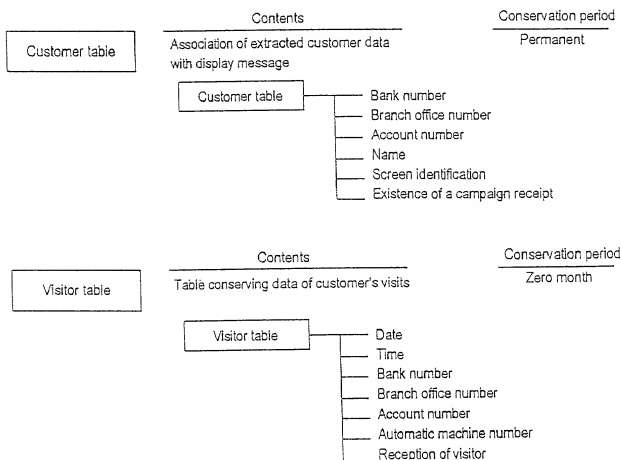 Contents
Conservation period
Customer table
Association of extracted customer data
with display message
Permanent
Customer table
Bank number
Branch office number
Account number
Name
Screen identification
Existence of a campaign receipt
Contents
Conservation period
Visitor table
Table conserving data of customer's visits
Zero month
Visitor table
Date
Time
Bank number
Branch office number
Account number
Automatic machine number
Reception of visitor